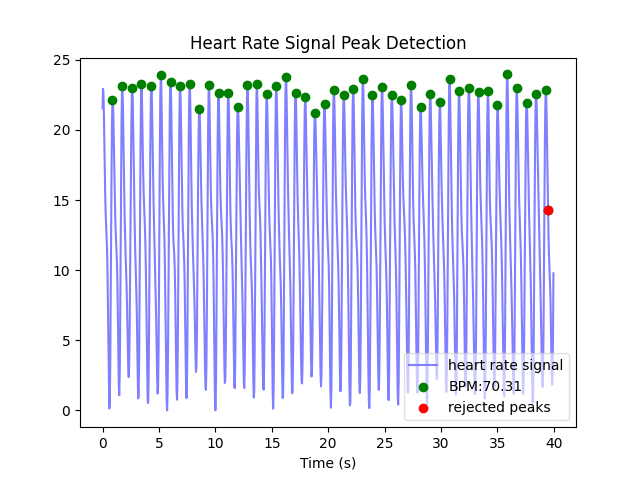 Heart Rate Signal Peak Detection
25
20
15
10
5
0
heart rate signal
BPM:70.31
rejected peaks
0 5 10 15 20 25 30 35 40
Time (s)